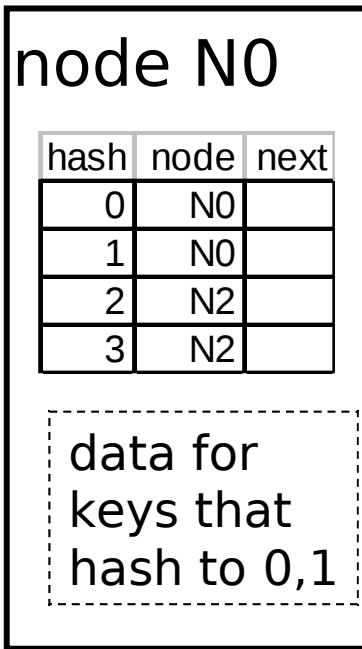 node N0
hash node next
0 N0
1 N0
2 N2
3 N2
data for
keys that
hash to 0,1